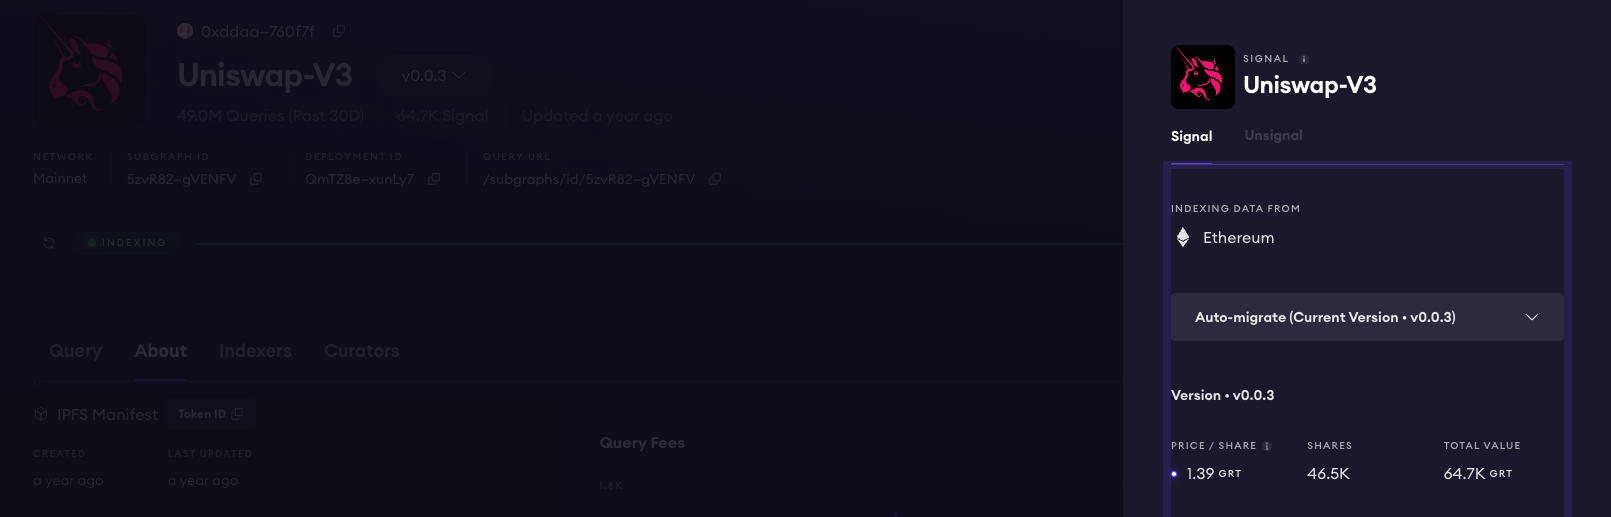 0xddaa–760f7f
Uniswap-V3 v0.0.3
49.0M Queries (Past 30D) 64.7K Signal Updated a year ago
NETWORK SUBGRAPH ID DEPLOYMENT ID QUERY URL
Mainnet 5zvR82–gVENFV QmTZ8e–xunLy7 /subgraphs/id/5zvR82–gVENFV
INDEXING
Query About Indexers Curators
IPFS Manifest Token ID
CREATED LAST UPDATED
a year ago a year ago
Query Fees
1.8K
SIGNAL
Uniswap-V3
Signal Unsignal
INDEXING DATA FROM
Ethereum
Auto-migrate (Current Version • v0.0.3)
Version • v0.0.3
PRICE / SHARE SHARES TOTAL VALUE
1.39 GRT 46.5K 64.7K GRT